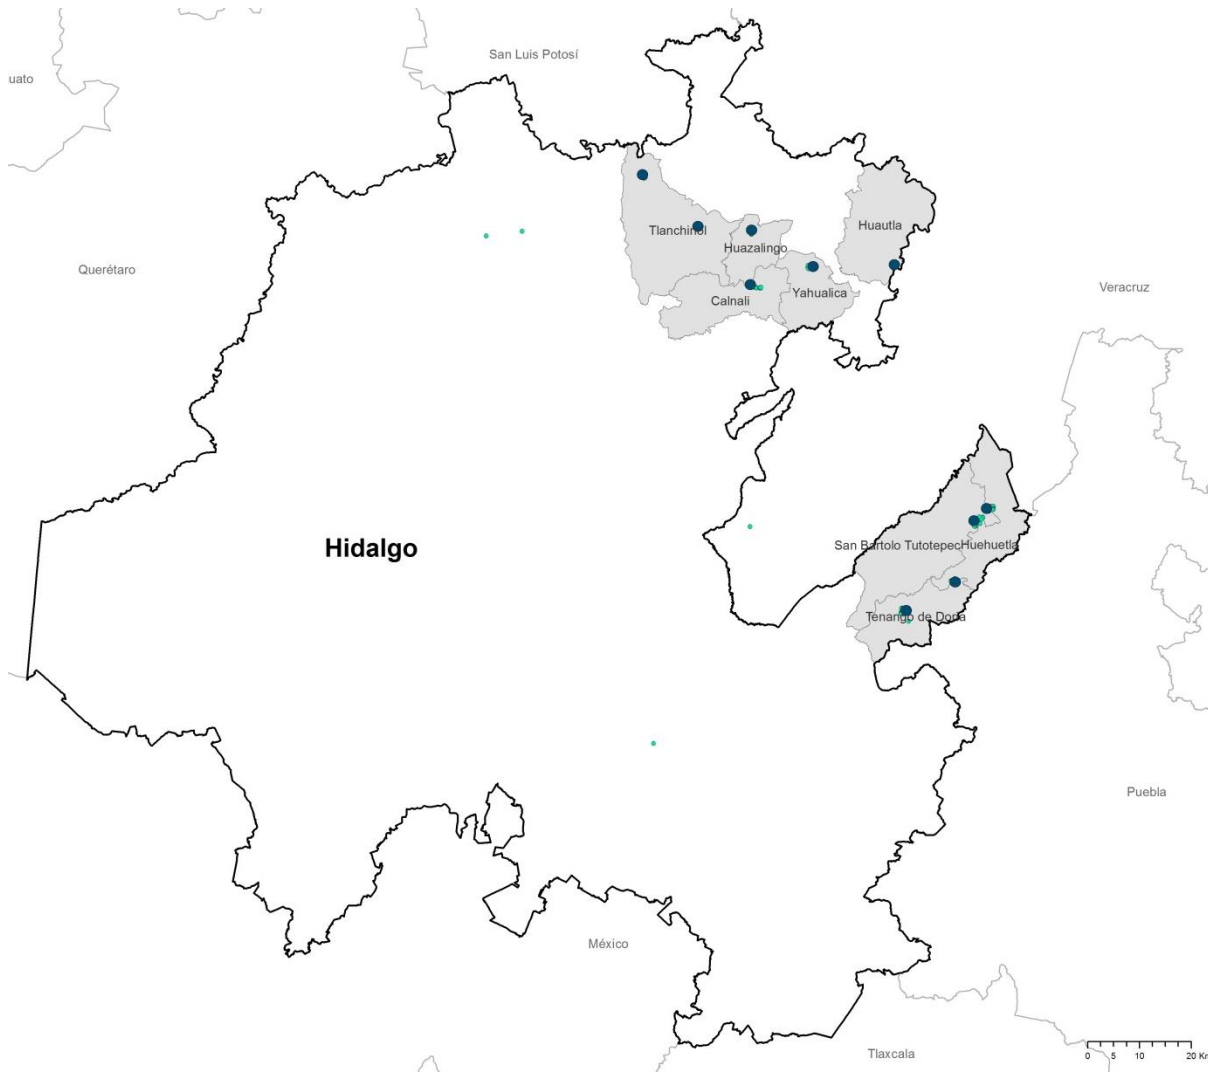 San Luis Potosí
uato
Huautla
Tlanchinol
Huazalingo
Querétaro
Veracruz
Yahualica
Calnali
Hidalgo
San Bartolo Tutotepec
Huehuetla
Tenango de Doria
Puebla
México
Tlaxcala
0 5 10 20 Km